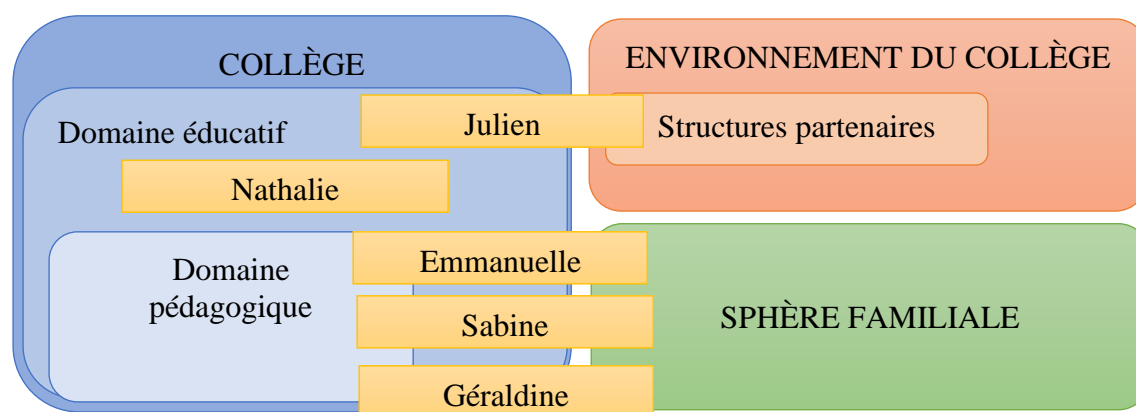 COLLÈGE
ENVIRONNEMENT DU COLLÈGE
Domaine éducatif
Julien
Structures partenaires
Nathalie
Domaine
pédagogique
Emmanuelle
Sabine
SPHÈRE FAMILIALE
Géraldine